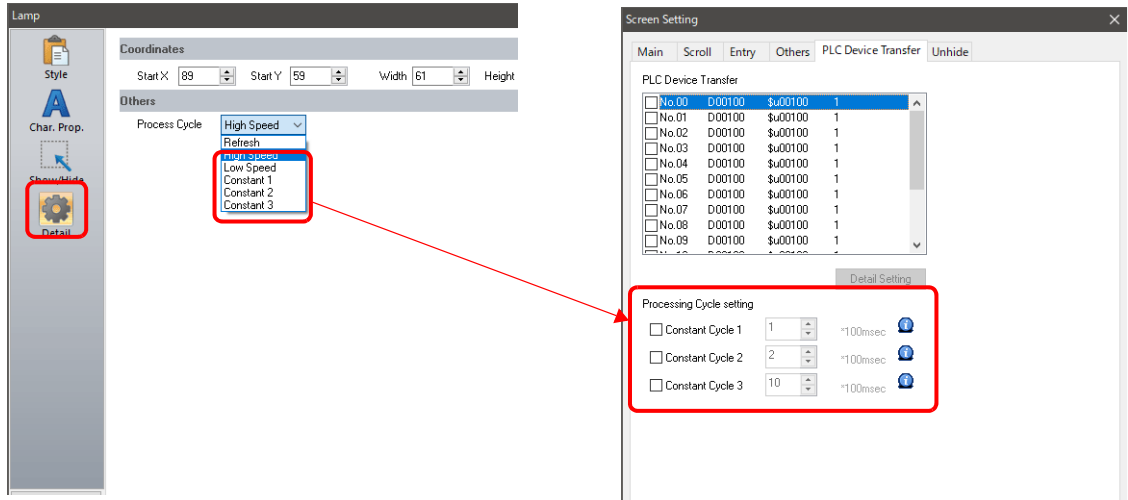 Lamp
Style
Char. Prop.
Show/Hide
Detail
Coordinates
Start X 89 Start Y 59 Width 61 Height
Others
Process Cycle High Speed
Refresh
High Speed
Low Speed
Constant 1
Constant 2
Constant 3
Screen Setting
Main Scroll Entry Others PLC Device Transfer Unhide
PLC Device Transfer
No.00 D00100 $u00100 1
No.01 D00100 $u00100 1
No.02 D00100 $u00100 1
No.03 D00100 $u00100 1
No.04 D00100 $u00100 1
No.05 D00100 $u00100 1
No.06 D00100 $u00100 1
No.07 D00100 $u00100 1
No.08 D00100 $u00100 1
No.09 D00100 $u00100 1
Detail Setting
Processing Cycle setting
Constant Cycle 1 1 *100msec
Constant Cycle 2 2 *100msec
Constant Cycle 3 10 *100msec